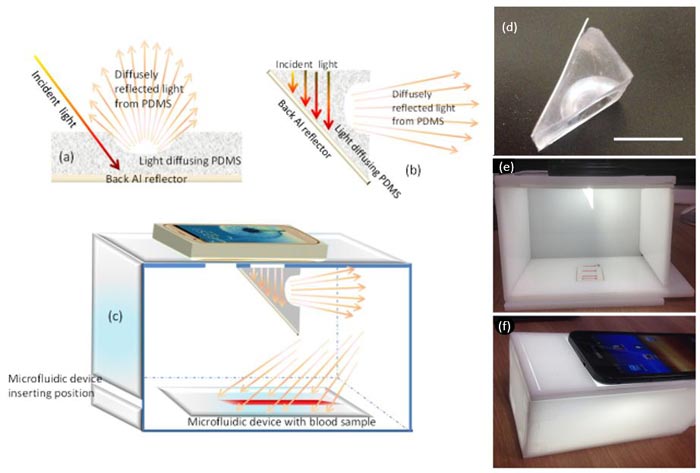 Incident light
Diffusely
reflected light
from PDMS
(a)
Light diffusing PDMS
Back Al reflector
Incident light
Back Al reflector
Light diffusing PDMS
Diffusely
reflected light
from PDMS
(b)
(c)
Microfluidic device
inserting position
Microfluidic device with blood sample
(d)
(e)
(f)